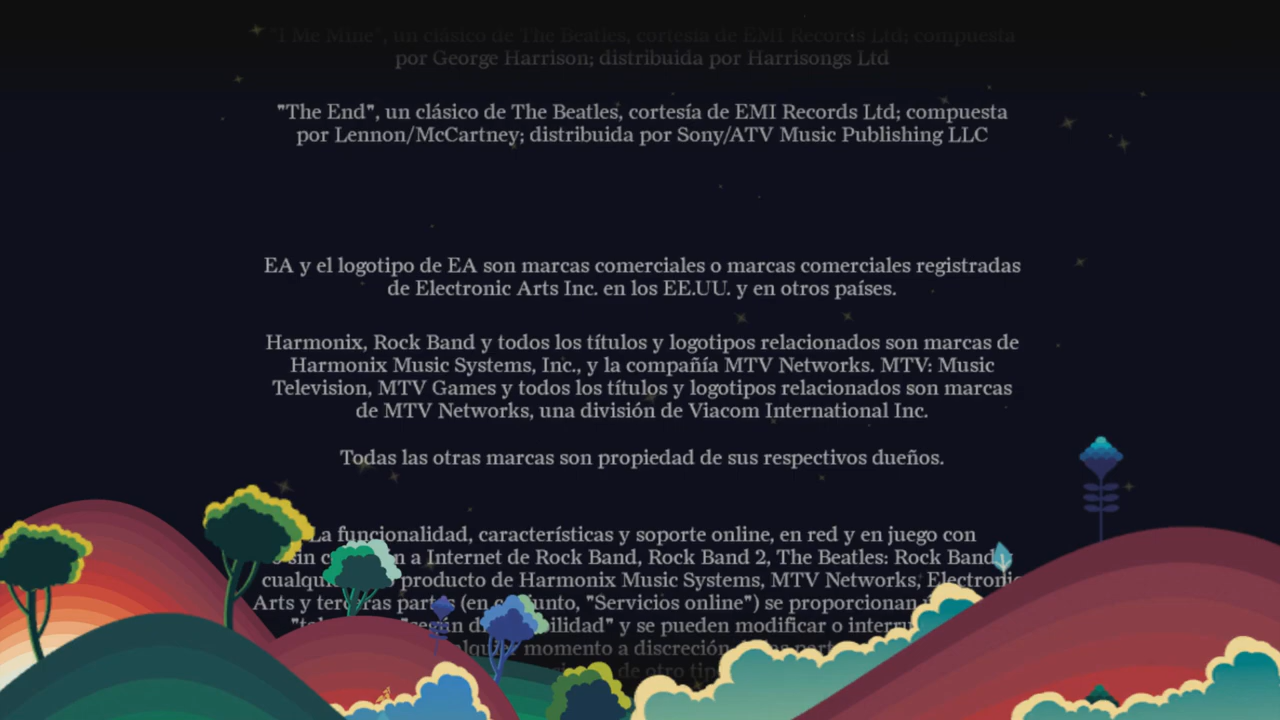 "I Me Mine", un clásico de The Beatles, cortesía de EMI Records Ltd; compuesta
por George Harrison; distribuida por Harrisongs Ltd
"The End", un clásico de The Beatles, cortesía de EMI Records Ltd; compuesta
por Lennon/McCartney; distribuida por Sony/ATV Music Publishing LLC
EA y el logotipo de EA son marcas comerciales o marcas comerciales registradas
de Electronic Arts Inc. en los EE.UU. y en otros países.
Harmonix, Rock Band y todos los títulos y logotipos relacionados son marcas de
Harmonix Music Systems, Inc., y la compañía MTV Networks. MTV: Music
Television, MTV Games y todos los títulos y logotipos relacionados son marcas
de MTV Networks, una división de Viacom International Inc.
Todas las otras marcas son propiedad de sus respectivos dueños.
La funcionalidad, características y soporte online, en red y en juego con
sin a Internet de Rock Band, Rock Band 2, The Beatles: Rock Band
producto de Harmonix Music Systems, MTV Networks, Electronic
Arts y terceras partes (en conjunto, "Servicios online") se proporcionan
"según y se pueden modificar o
momento a discreción
de otro